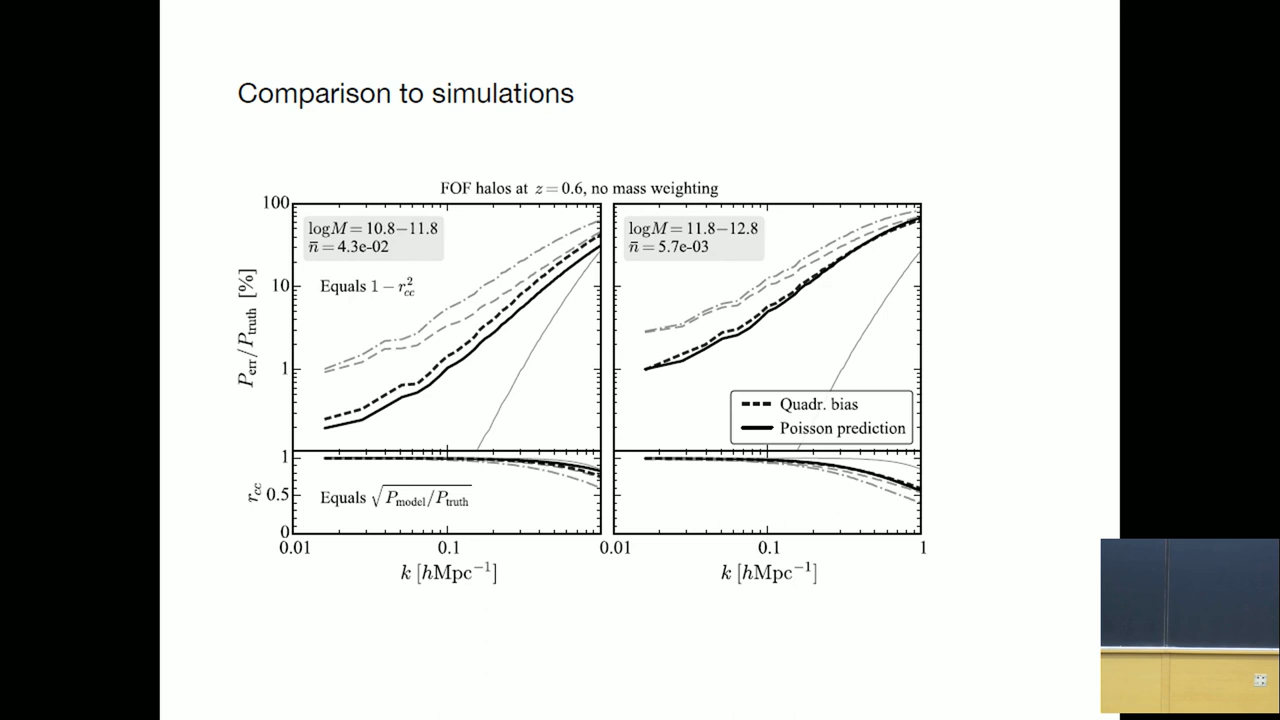 Comparison to simulations
FOF halos at z = 0.6, no mass weighting
100
10
1
P_err/P_truth [%]
logM = 10.8−11.8
n̄ = 4.3e-02
Equals 1 − r²_cc
logM = 11.8−12.8
n̄ = 5.7e-03
Quadr. bias
Poisson prediction
1
0.5
0
r_cc
Equals √P_model/P_truth
0.01
0.1
0.01
0.1
1
k [hMpc⁻¹]
k [hMpc⁻¹]